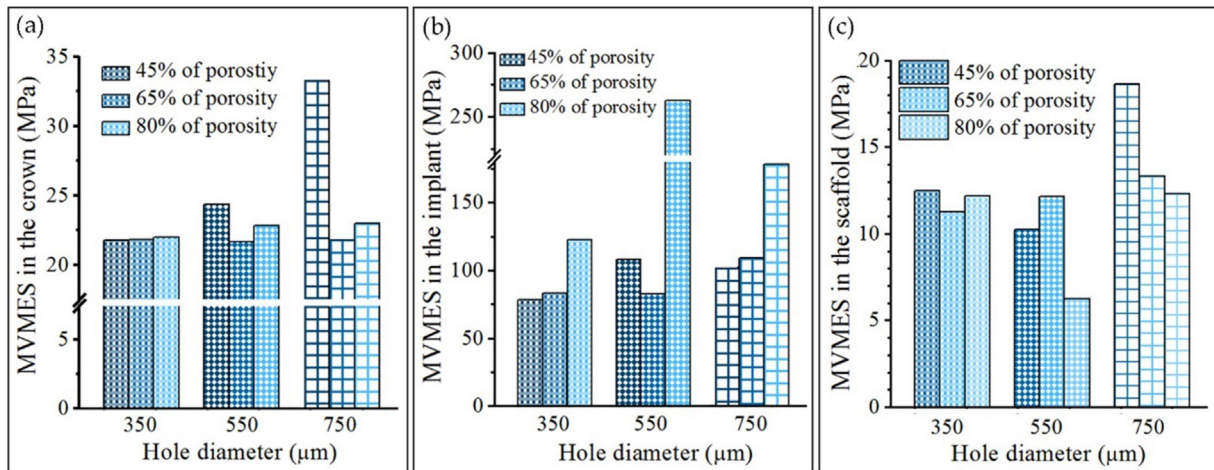 (a)
MVMES in the crown (MPa)
35
30
25
20
5
0
45% of porostiy
65% of porosity
80% of porosity
350 550 750
Hole diameter (μm)
(b)
MVMES in the implant (MPa)
300
250
150
100
50
0
45% of porosity
65% of porosity
80% of porosity
350 550 750
Hole diameter (μm)
(c)
MVMES in the scaffold (MPa)
20
15
10
5
0
45% of porosity
65% of porosity
80% of porosity
350 550 750
Hole diameter (μm)